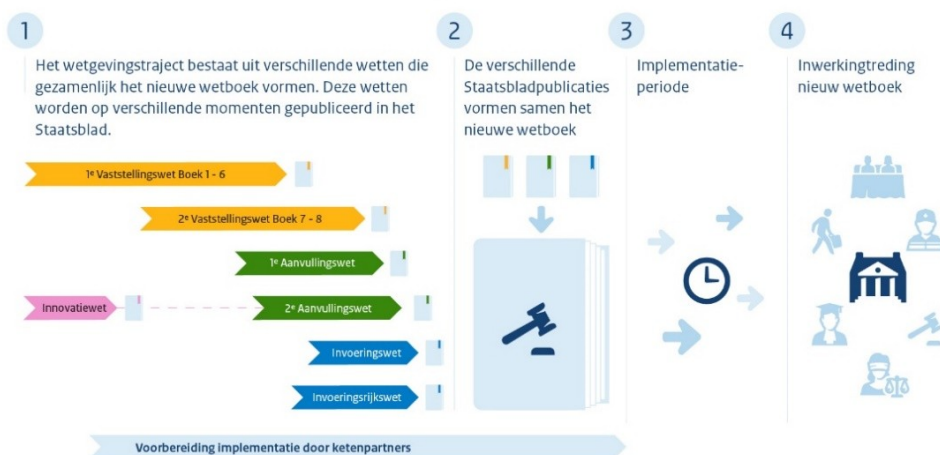 1
Het wetgevingstraject bestaat uit verschillende wetten die
gezamenlijk het nieuwe wetboek vormen. Deze wetten
worden op verschillende momenten gepubliceerd in het
Staatsblad.
1e Vaststellingswet Boek 1 - 6
2e Vaststellingswet Boek 7 - 8
1e Aanvullingswet
Innovatiewet
2e Aanvullingswet
Invoeringswet
Invoeringsrijkswet
Voorbereiding implementatie door ketenpartners
2
De verschillende
Staatsbladpublicaties
vormen samen het
nieuwe wetboek
3
Implementatie-
periode
4
Inwerkingtreding
nieuw wetboek